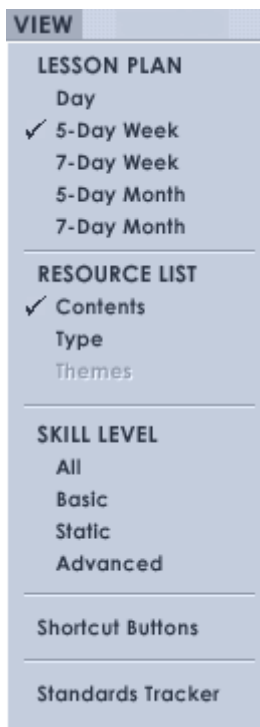 VIEW
LESSON PLAN
Day
5-Day Week
7-Day Week
5-Day Month
7-Day Month
RESOURCE LIST
Contents
Type
Themes
SKILL LEVEL
All
Basic
Static
Advanced
Shortcut Buttons
Standards Tracker